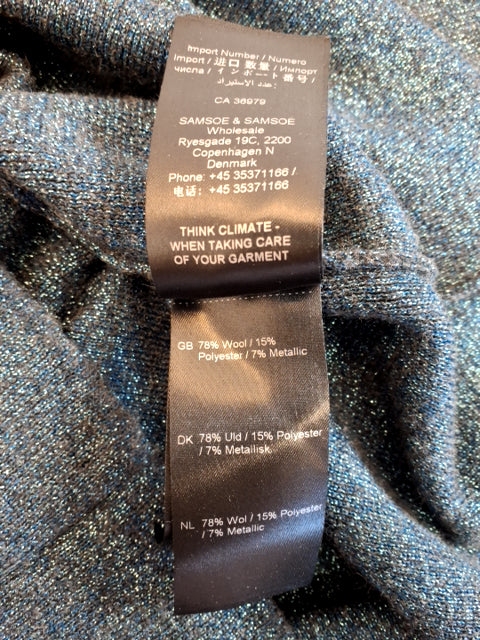 Import Number / Numero
Import / 进口 数量 / Импорт
числа / インポート番号 /
عدد الاستيراد:
CA 36979
SAMSOE & SAMSOE
Wholesale
Ryesgade 19C, 2200
Copenhagen N
Denmark
Phone: +45 35371166 /
电话: +45 35371166
THINK CLIMATE -
WHEN TAKING CARE
OF YOUR GARMENT
GB 78% Wool / 15%
Polyester / 7% Metallic
DK 78% Uld / 15% Polyester
/ 7% Metallisk
NL 78% Wol / 15% Polyester
/ 7% Metallic